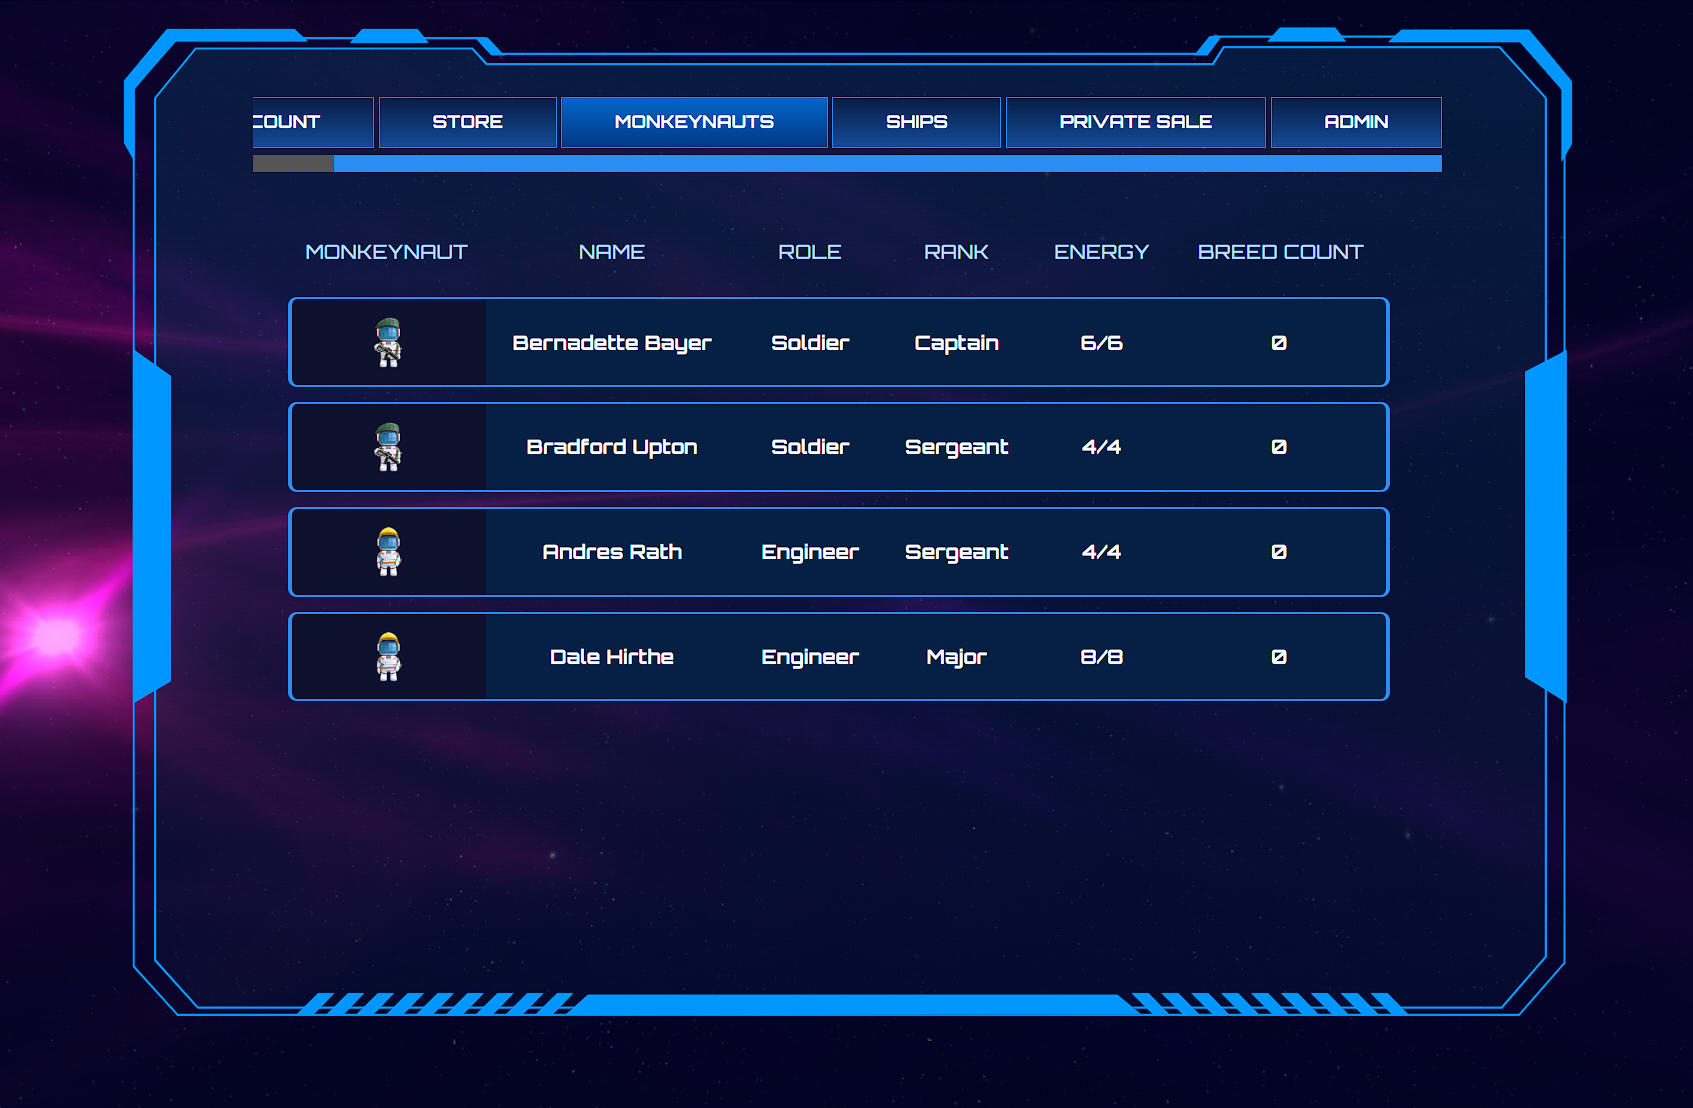 COUNT STORE MONKEYNAUTS SHIPS PRIVATE SALE ADMIN
MONKEYNAUT NAME ROLE RANK ENERGY BREED COUNT
Bernadette Bayer Soldier Captain 6/6 0
Bradford Upton Soldier Sergeant 4/4 0
Andres Rath Engineer Sergeant 4/4 0
Dale Hirthe Engineer Major 8/8 0